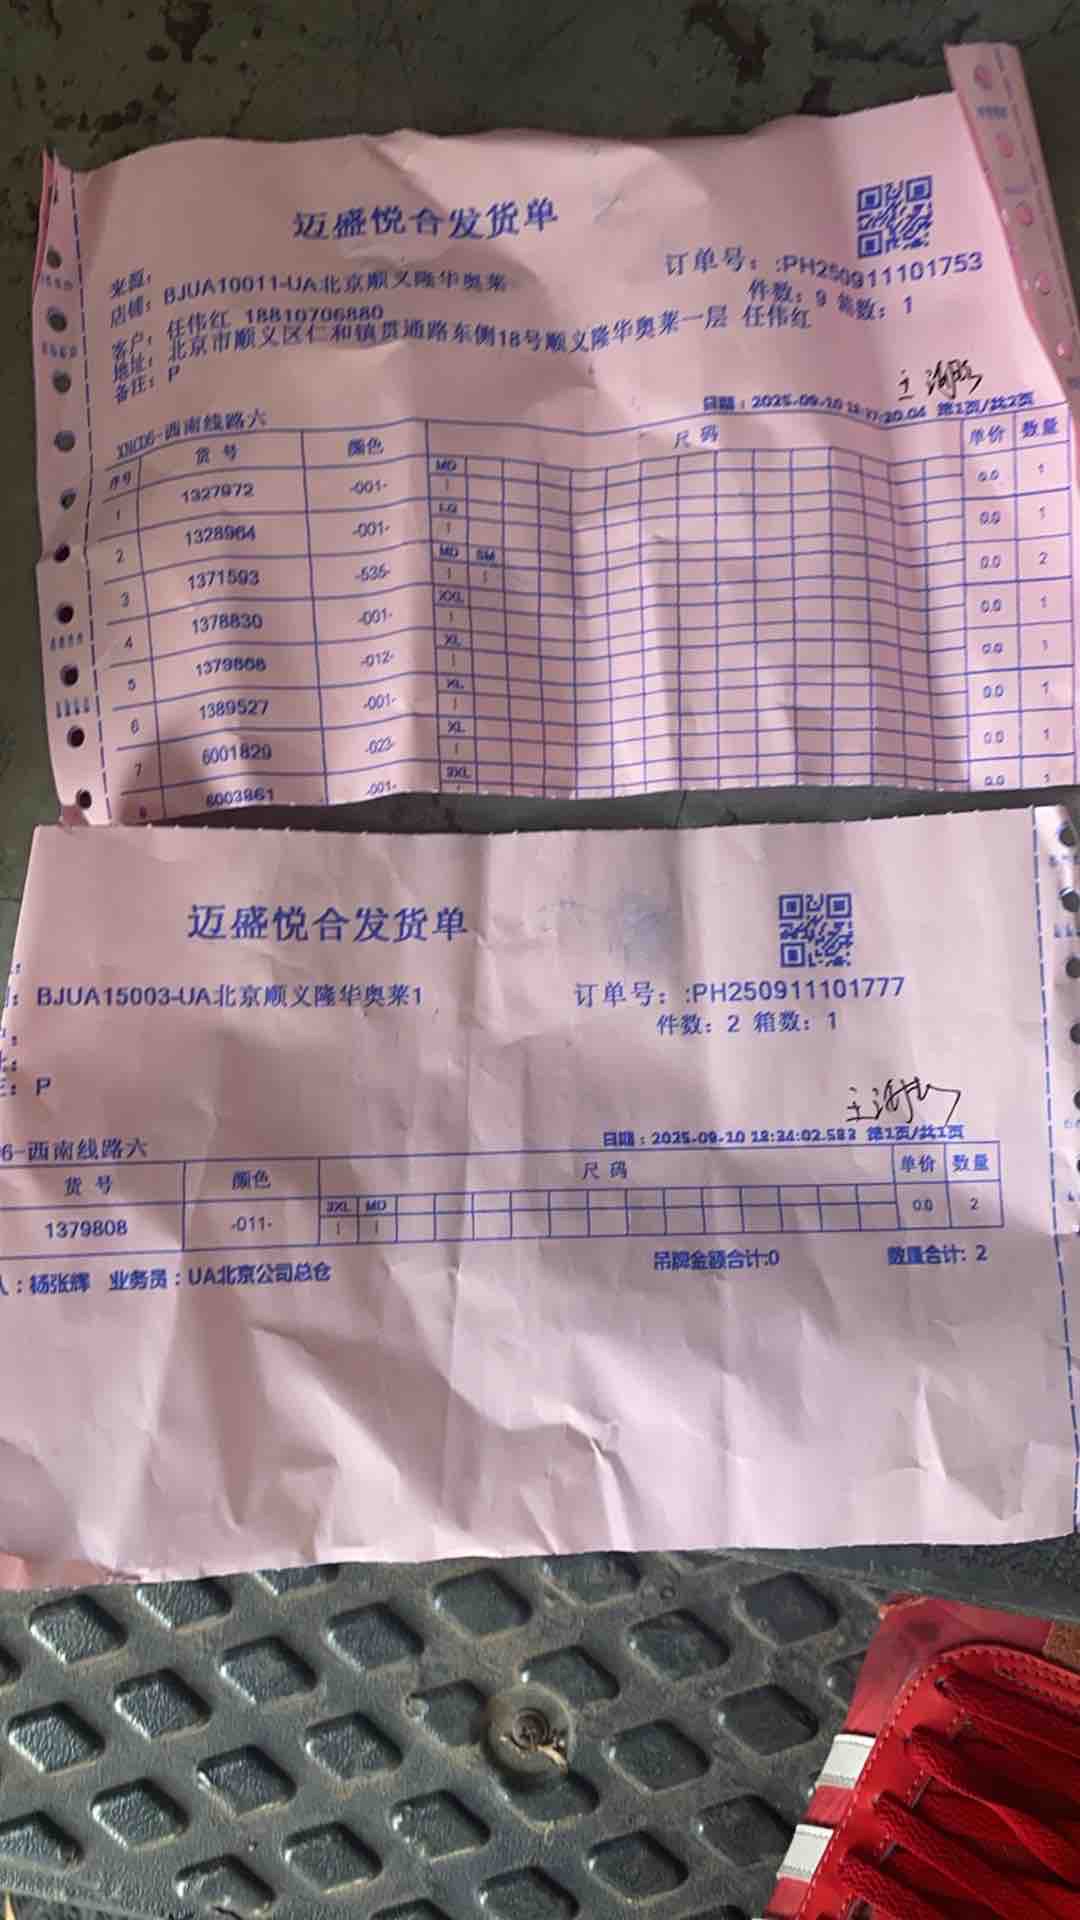 迈盛悦合发货单
订单号：:PH250911101753
件数：9 箱数：1
来源：
店铺：BJUA10011-UA北京顺义隆华奥莱
客户：任伟红 18810706880
地址：北京市顺义区仁和镇贯通路东侧18号顺义隆华奥莱一层 任伟红
备注：P
XNCD6-西南线路六
第1页/共2页
序号 货号 颜色 尺码 单价 数量
MD
1 1327972 -001- 1 0.0 1
LG
2 1328964 -001- 1 0.0 1
MD SM
3 1371593 -535- 1 1 0.0 2
XXL
4 1378830 -001- 1 0.0 1
XL
5 -012- 1 0.0 1
XL
6 1389527 -001- 0.0 1
XL
7 6001829 -023- 1 0.0 1
3XL
8 6003861 -001- 0.0 1
迈盛悦合发货单
订单号：:PH250911101777
件数：2 箱数：1
BJUA15003-UA北京顺义隆华奥莱1
P
6-西南线路六
日期：2025-09-10 18:34:02.583 第1页/共1页
货号 颜色 尺码 单价 数量
3XL MD
1379808 -011- 1 1 0.0 2
人：杨张辉 业务员：UA北京公司总仓 吊牌金额合计:0 数量合计: 2